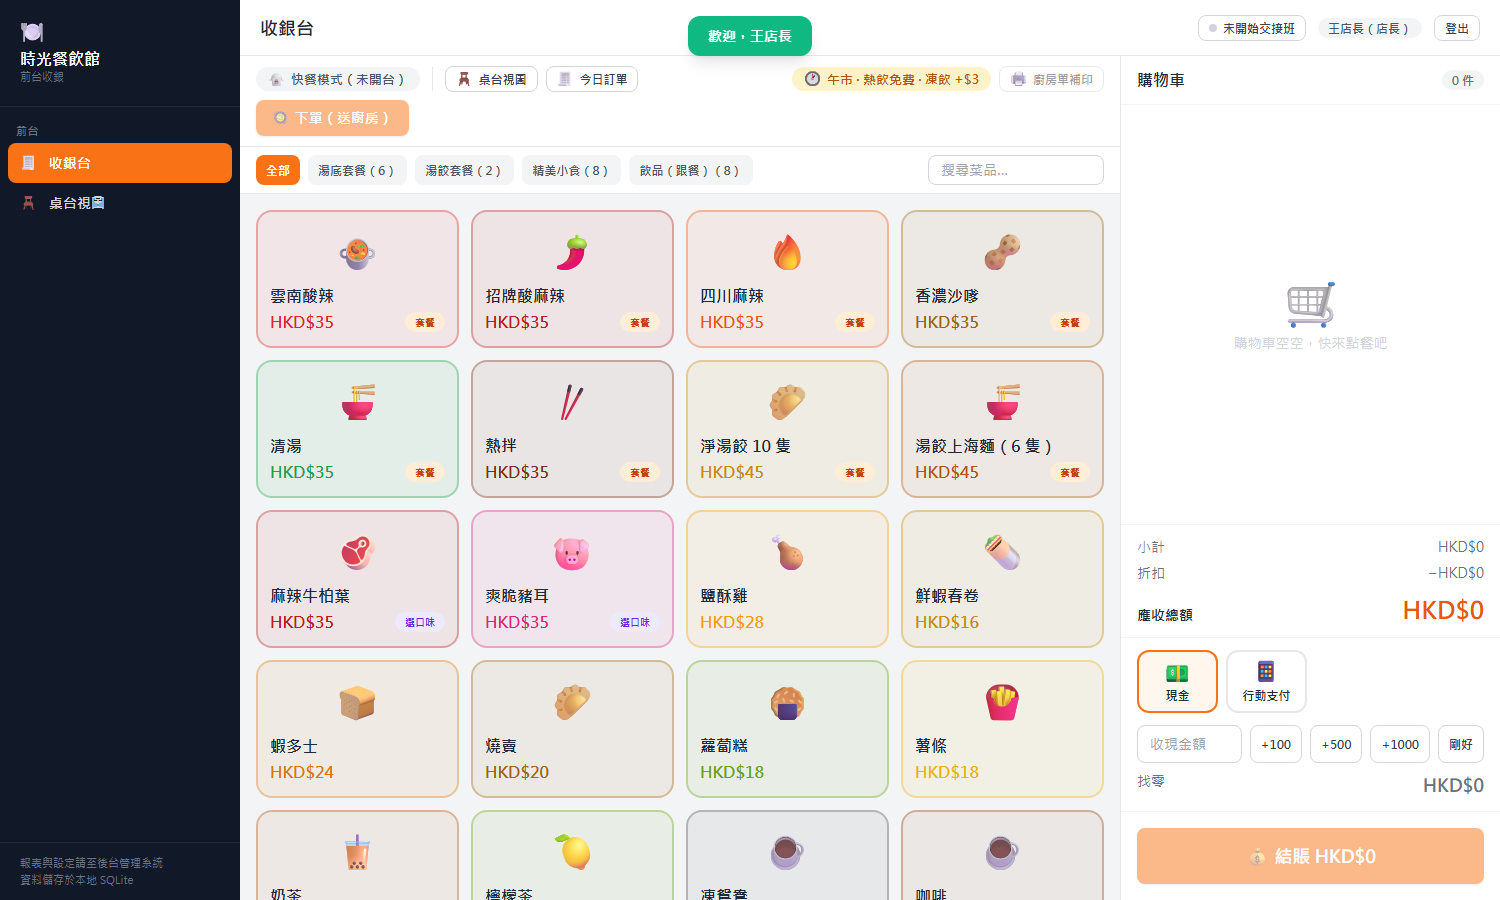 時光餐飲館
前台收銀
前台
收銀台
桌台視圖
報表與設定請至後台管理系統
資料儲存於本地 SQLite
收銀台
歡迎，王店長
未開始交接班
王店長（店長）
登出
快餐模式（未開台）
桌台視圖
今日訂單
午市 · 熱飲免費 · 凍飲 +$3
廚房單補印
下單（送廚房）
全部
湯底套餐（6）
湯餃套餐（2）
精美小食（8）
飲品（跟餐）（8）
搜尋菜品...
雲南酸辣
HKD$35
套餐
招牌酸麻辣
HKD$35
套餐
四川麻辣
HKD$35
套餐
香濃沙嗲
HKD$35
套餐
清湯
HKD$35
套餐
熱拌
HKD$35
套餐
淨湯餃 10 隻
HKD$45
套餐
湯餃上海麵（6 隻）
HKD$45
套餐
麻辣牛柏葉
HKD$35
選口味
爽脆豬耳
HKD$35
選口味
鹽酥雞
HKD$28
鮮蝦春卷
HKD$16
蝦多士
HKD$24
燒賣
HKD$20
蘿蔔糕
HKD$18
薯條
HKD$18
奶茶
檸檬茶
凍鴛鴦
咖啡
購物車
0 件
購物車空空，快來點餐吧
小計
HKD$0
折扣
−HKD$0
應收總額
HKD$0
現金
行動支付
收現金額
+100
+500
+1000
剛好
找零
HKD$0
結賬 HKD$0